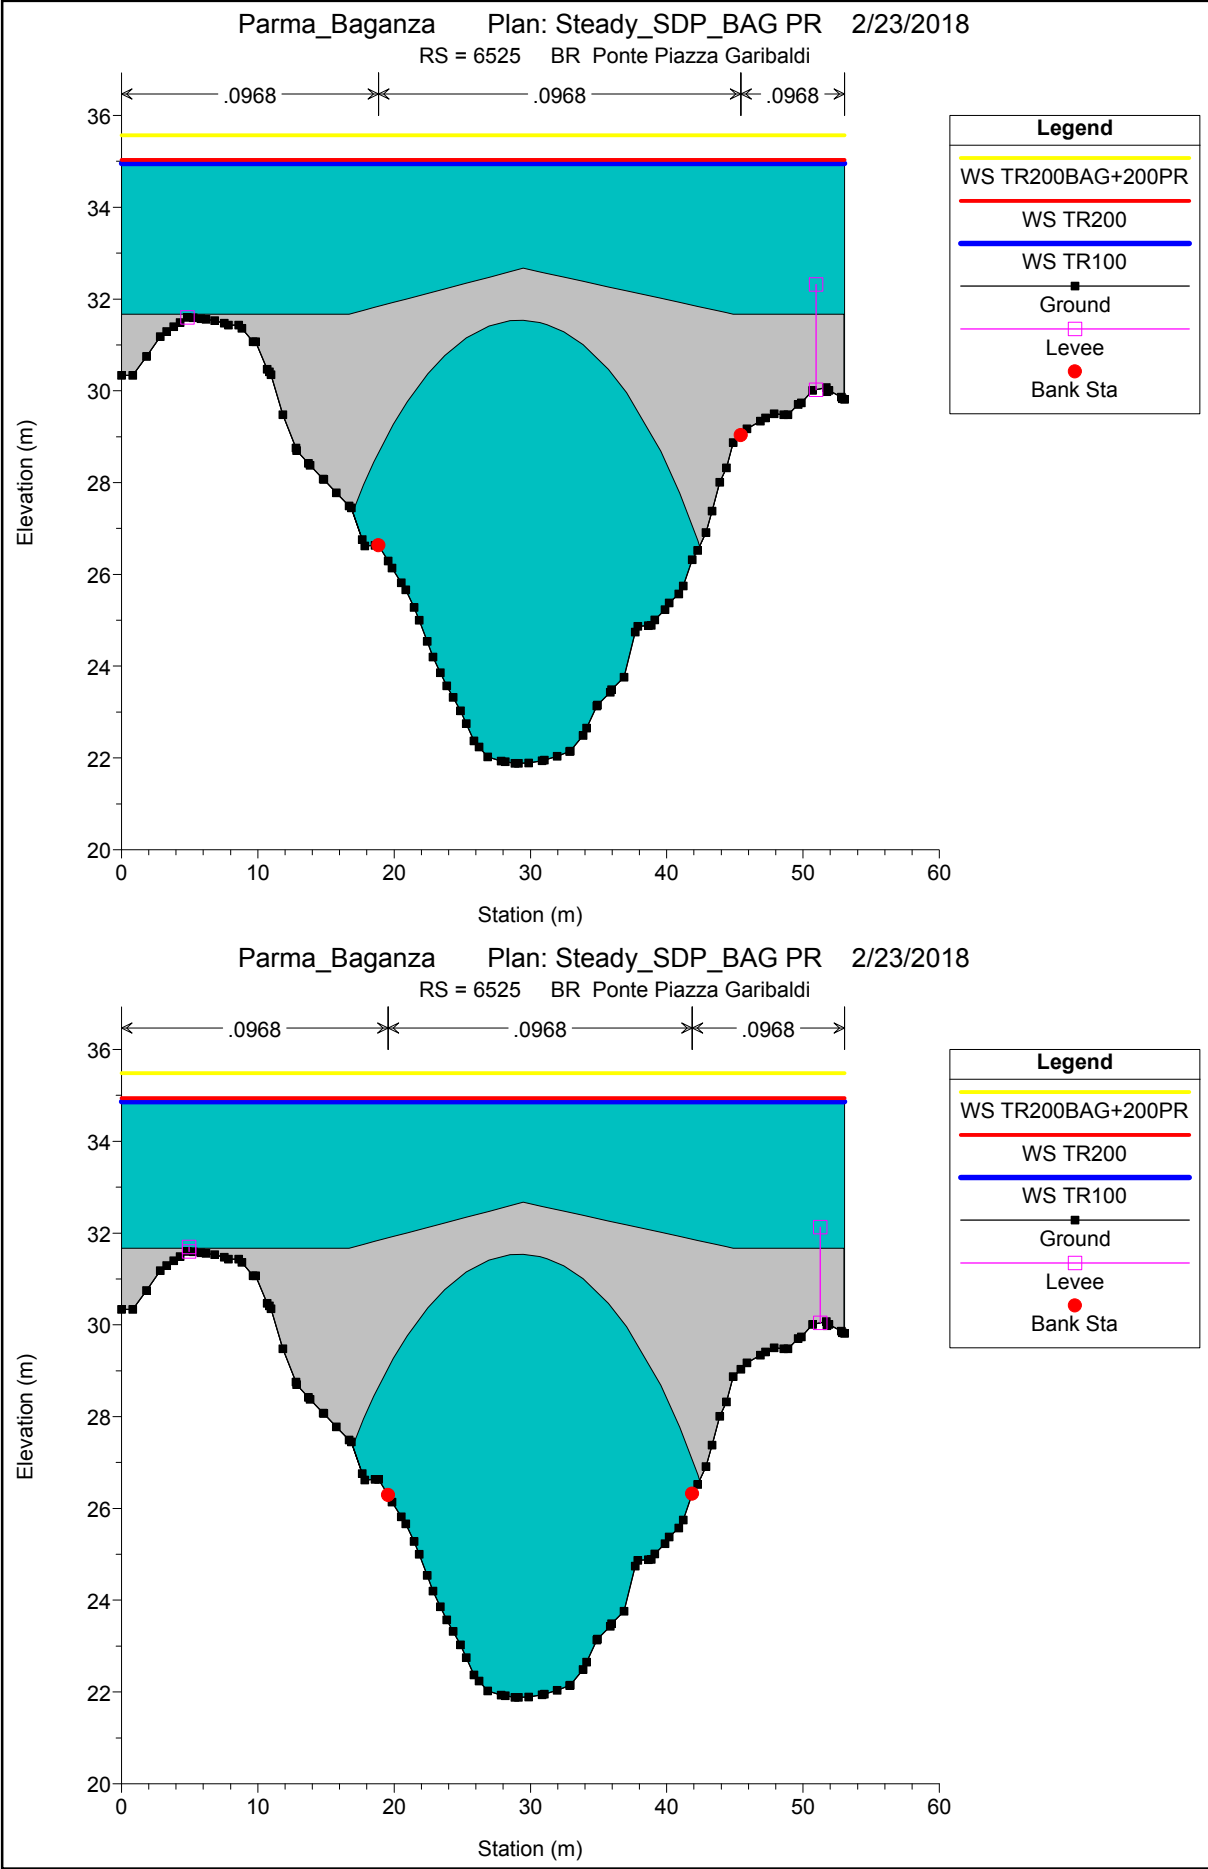 Parma_Baganza Plan: Steady_SDP_BAG PR 2/23/2018
RS = 6525 BR Ponte Piazza Garibaldi
.0968 .0968 .0968
36
34
32
30
28
26
24
22
20
Elevation (m)
0 10 20 30 40 50 60
Station (m)
Legend
WS TR200BAG+200PR
WS TR200
WS TR100
Ground
Levee
Bank Sta
Parma_Baganza Plan: Steady_SDP_BAG PR 2/23/2018
RS = 6525 BR Ponte Piazza Garibaldi
.0968 .0968 .0968
36
34
32
30
28
26
24
22
20
Elevation (m)
0 10 20 30 40 50 60
Station (m)
Legend
WS TR200BAG+200PR
WS TR200
WS TR100
Ground
Levee
Bank Sta